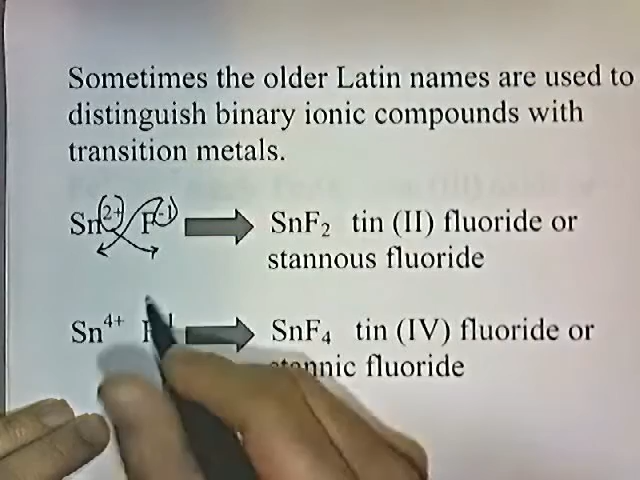 Sometimes the older Latin names are used to
distinguish binary ionic compounds with
transition metals.
Sn²⁺ F⁻¹ SnF₂ tin (II) fluoride or
stannous fluoride
Sn⁴⁺ SnF₄ tin (IV) fluoride or
fluoride